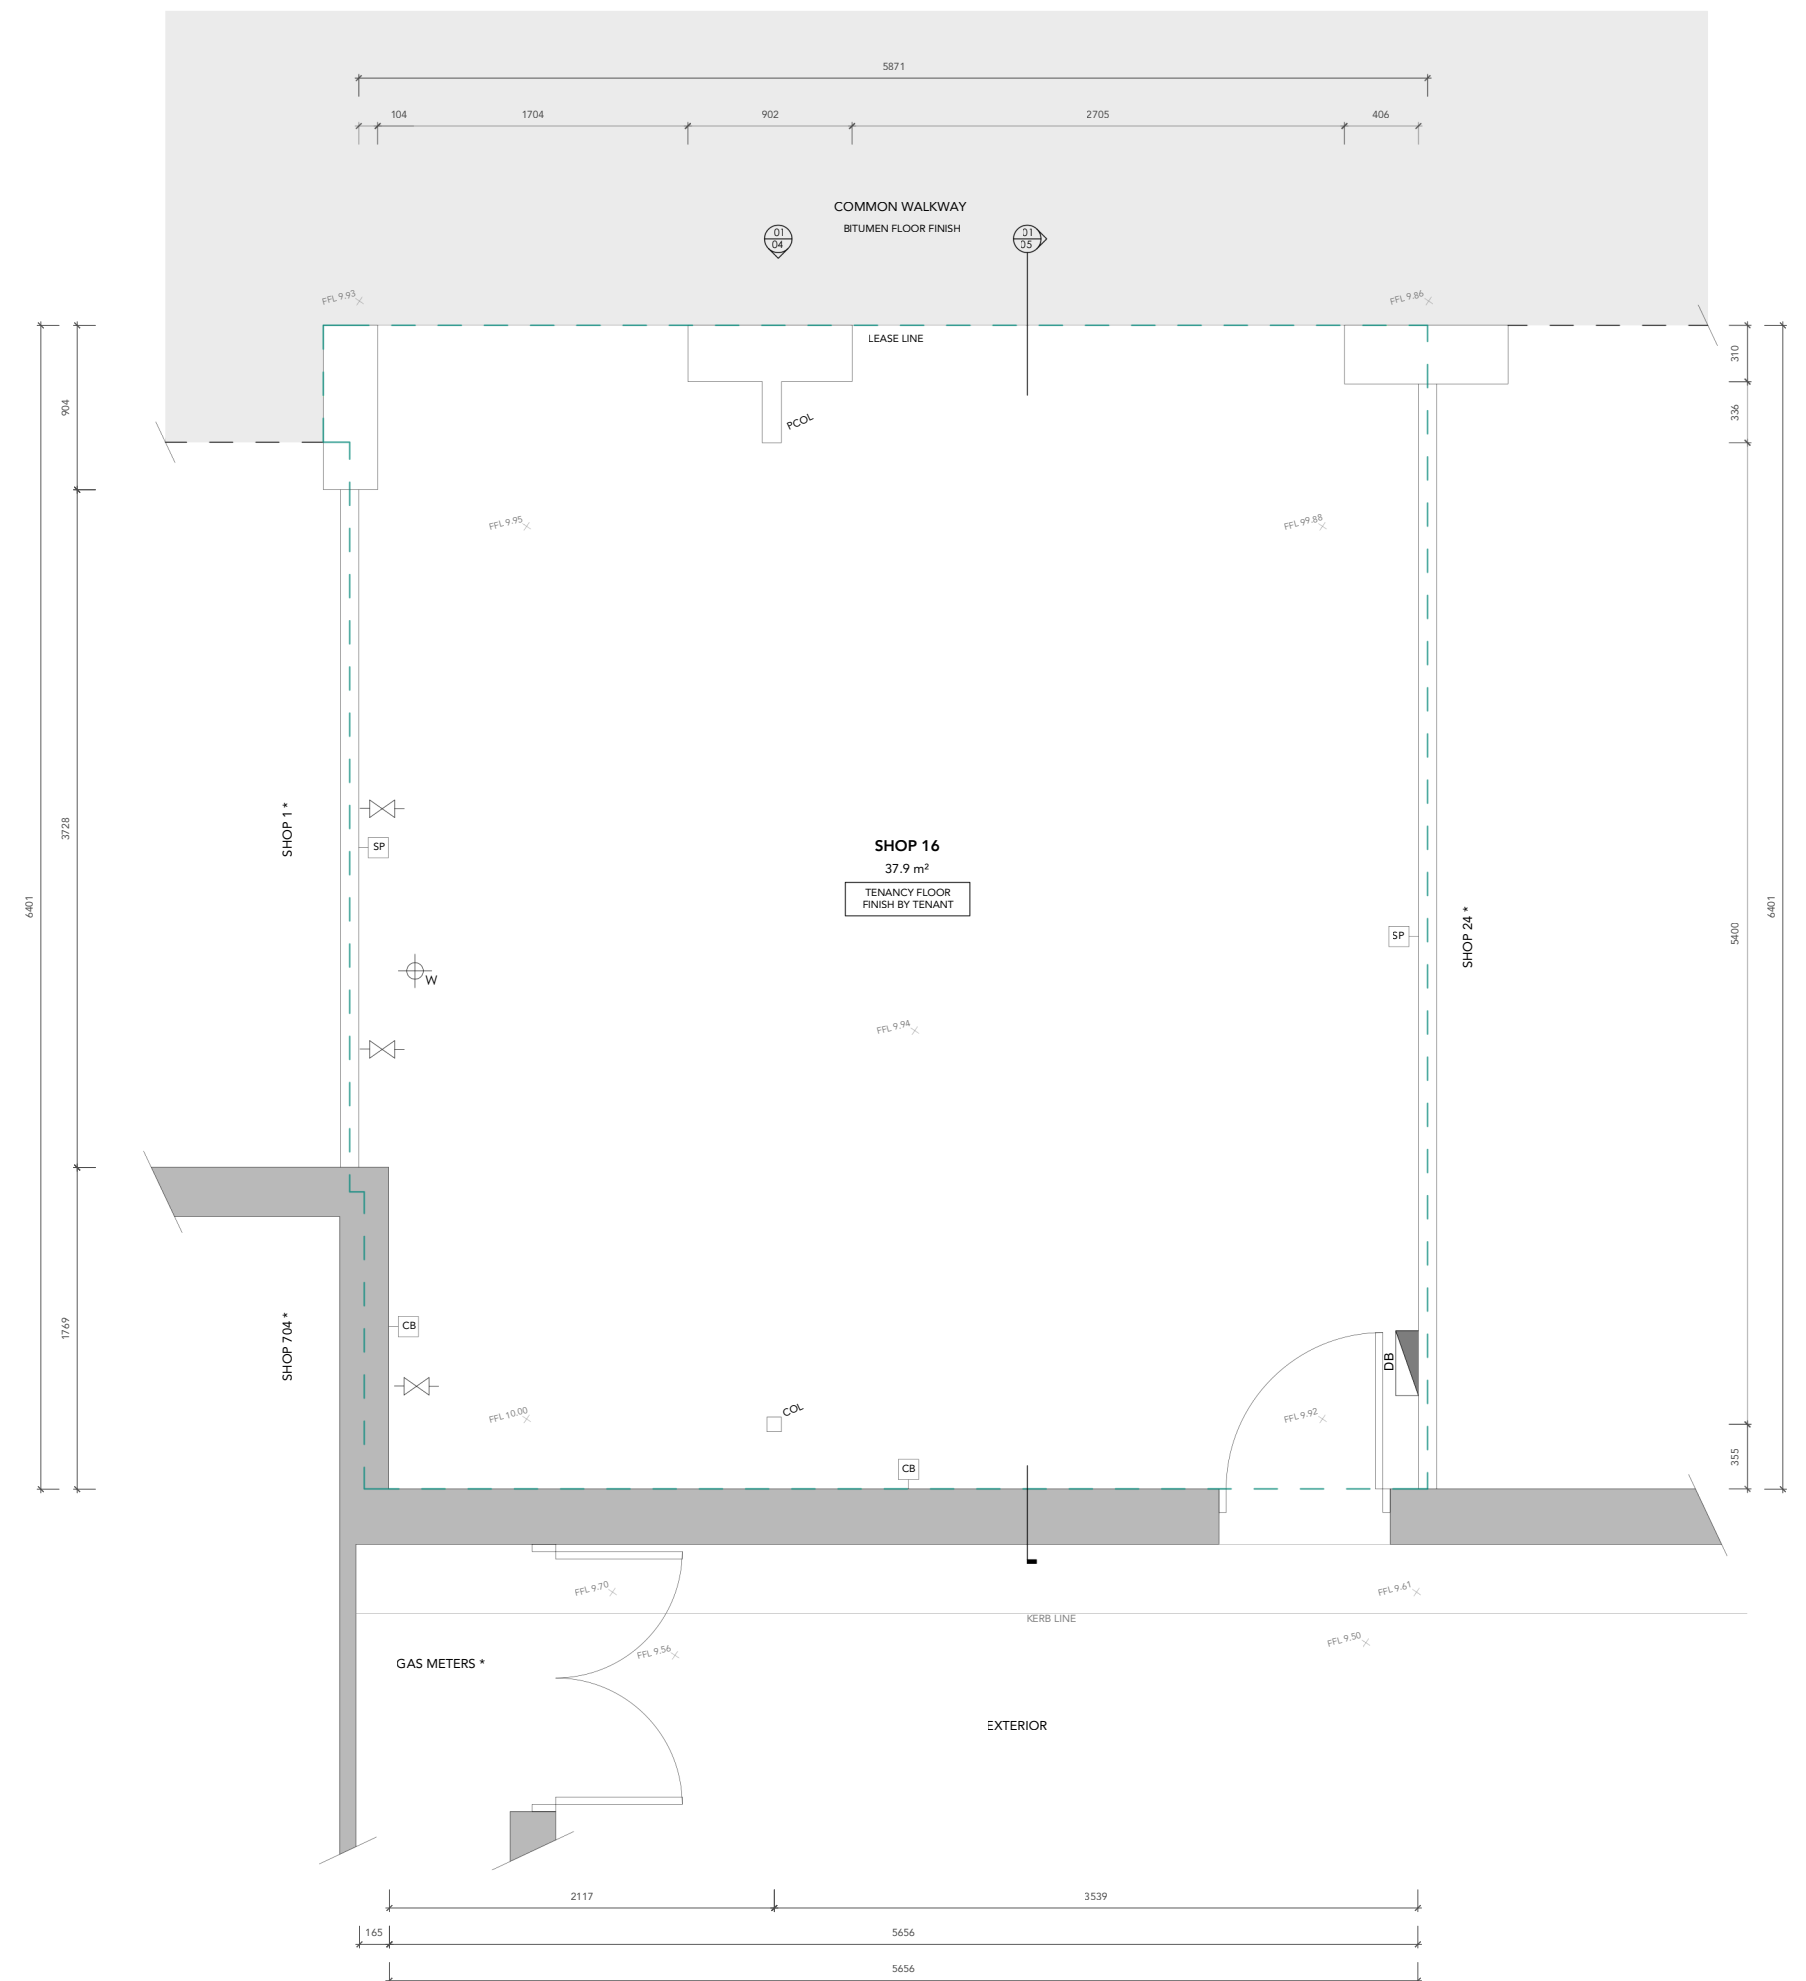 5871
104
1704
902
2705
406
COMMON WALKWAY
BITUMEN FLOOR FINISH
01
04
01
05
FFL 9.93
FFL 9.86
LEASE LINE
310
904
336
PCOL
FFL 9.95
FFL 99.88
SHOP 1 *
3728
SP
SHOP 16
37.9 m²
TENANCY FLOOR
FINISH BY TENANT
6401
SP
SHOP 24 *
5400
6401
W
FFL 9.94
SHOP 704 *
1769
CB
DB
FFL 10.00
COL
FFL 9.92
CB
355
FFL 9.70
FFL 9.61
KERB LINE
FFL 9.56
FFL 9.50
GAS METERS *
EXTERIOR
2117
3539
165
5656
5656